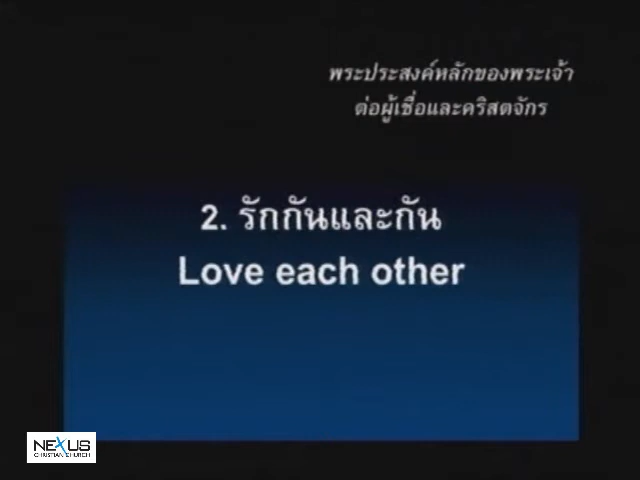 พระประสงค์หลักของพระเจ้า
ต่อผู้เชื่อและคริสตจักร
2. รักกันและกัน
Love each other
NEXUS
CHRISTIAN CHURCH